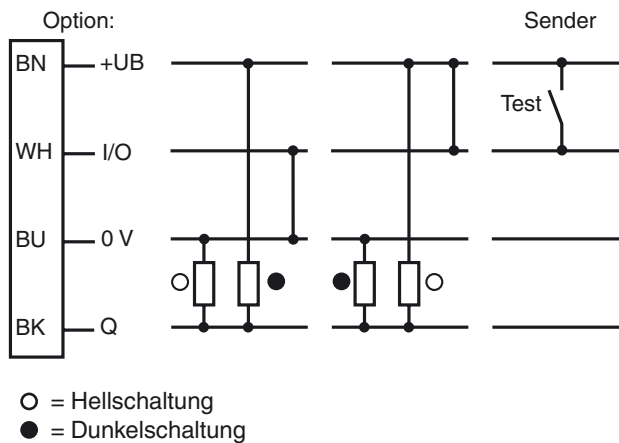 Option:
Sender
BN +UB
Test
WH I/O
BU 0 V
BK Q
= Hellschaltung
= Dunkelschaltung